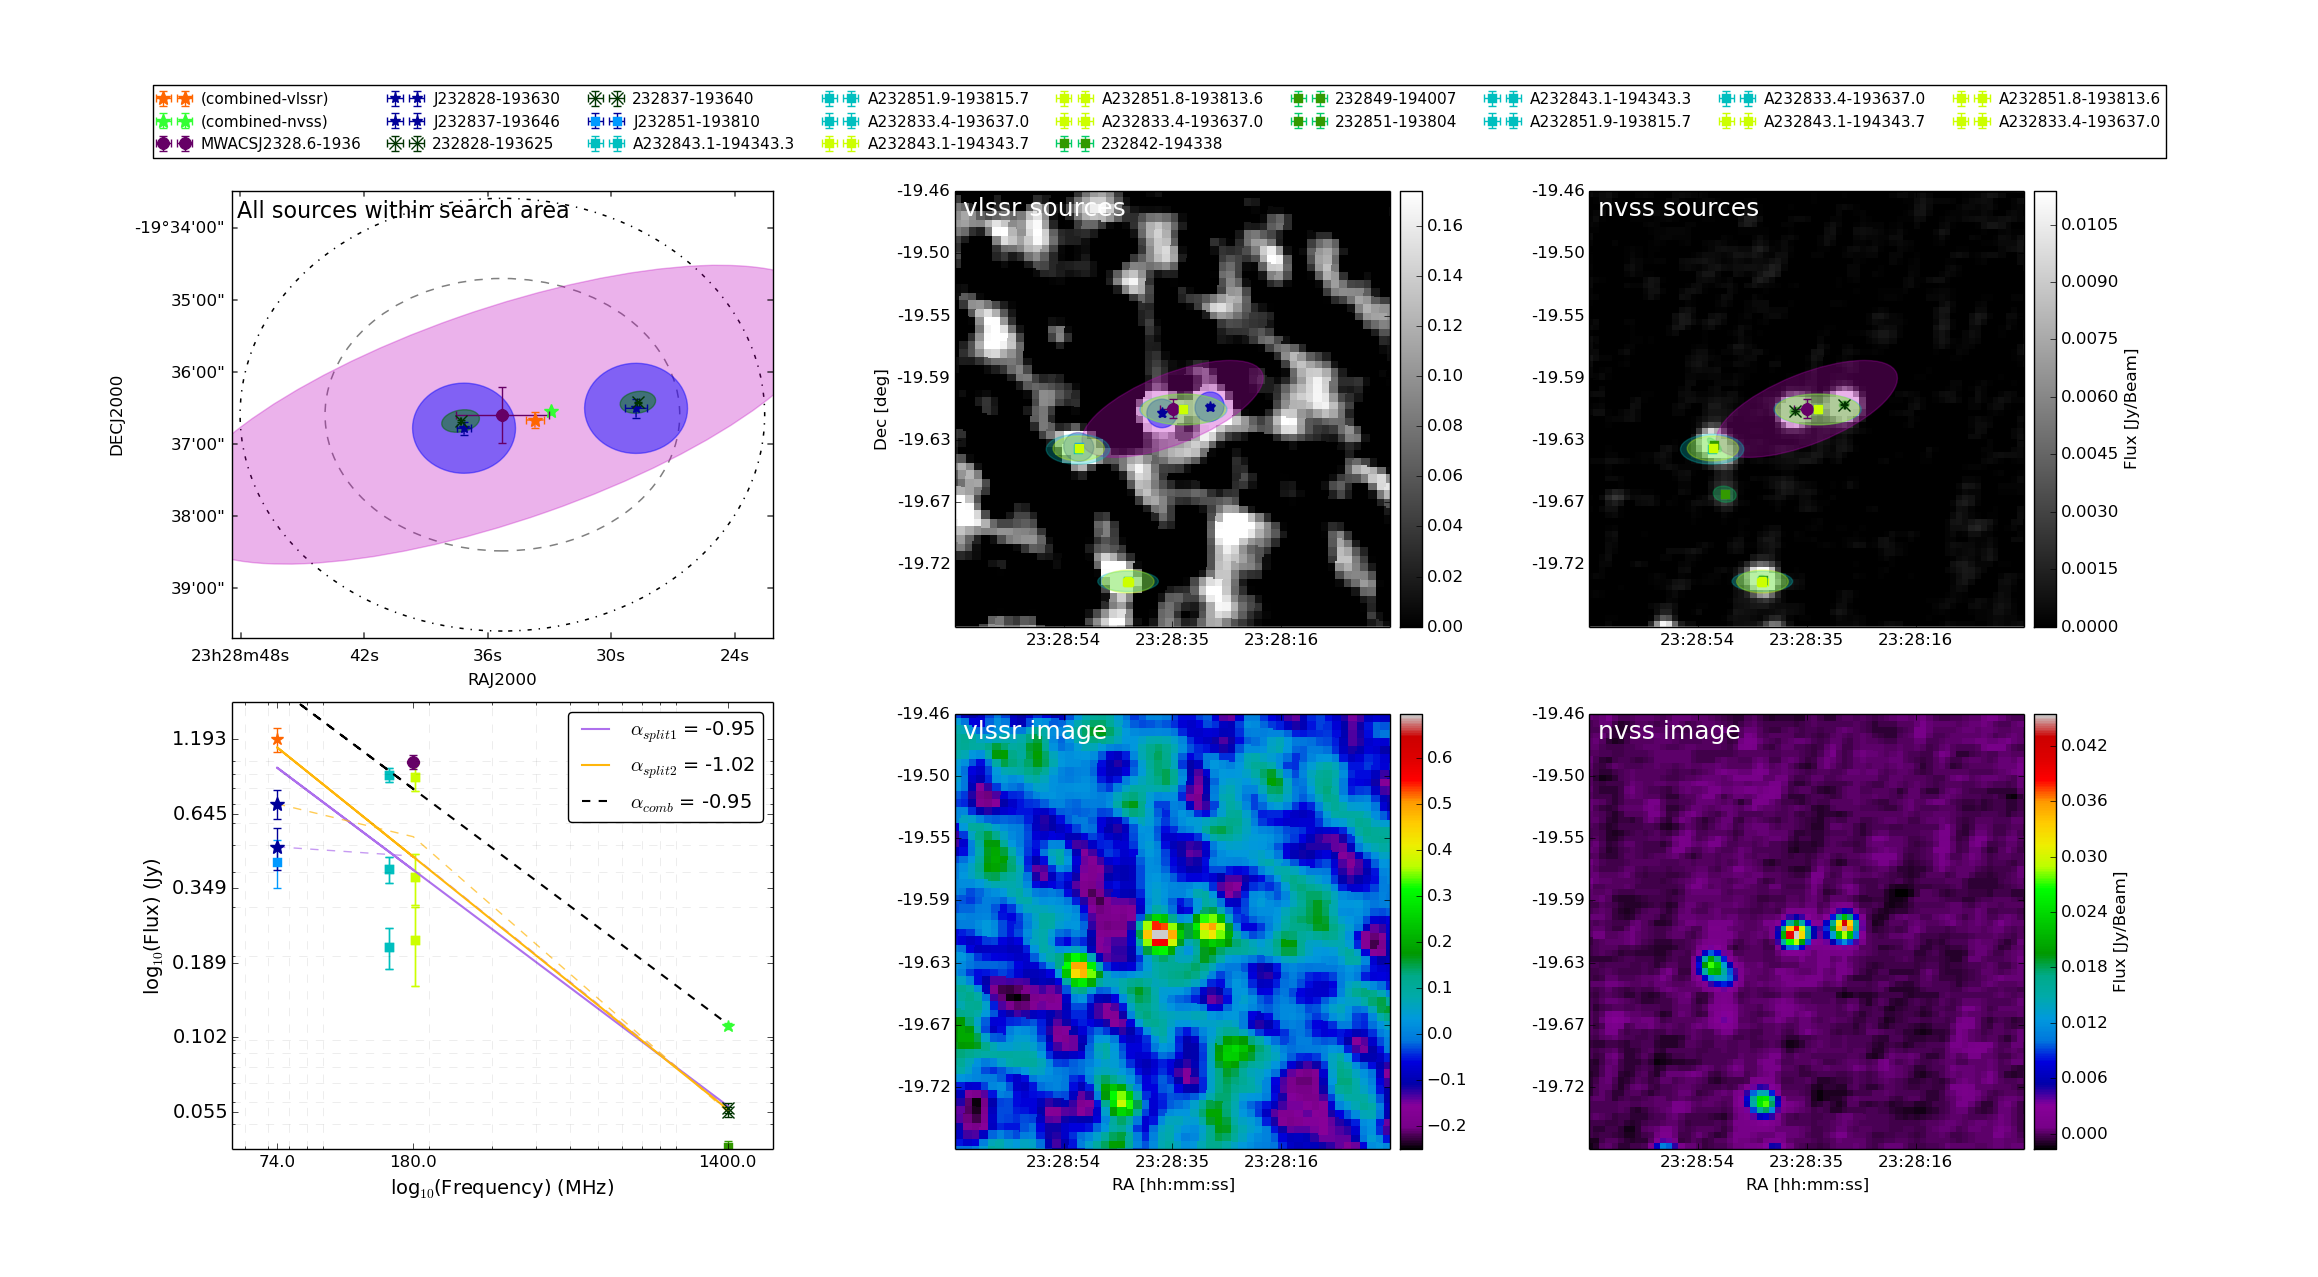 (combined-vlssr) J232828-193630 232837-193640 A232851.9-193815.7 A232851.8-193813.6 232849-194007 A232843.1-194343.3 A232833.4-193637.0 A232851.8-193813.6
(combined-nvss) J232837-193646 J232851-193810 A232833.4-193637.0 A232833.4-193637.0 232851-193804 A232851.9-193815.7 A232843.1-194343.7 A232833.4-193637.0
MWACSJ2328.6-1936 232828-193625 A232843.1-194343.3 A232843.1-194343.7 232842-194338
All sources within search area
-19°34'00"
35'00"
36'00"
37'00"
38'00"
39'00"
DECJ2000
23h28m48s 42s 36s 30s 24s
RAJ2000
vlssr sources
-19.46
-19.50
-19.55
-19.59
-19.63
-19.67
-19.72
Dec [deg]
23:28:54 23:28:35 23:28:16
0.16
0.14
0.12
0.10
0.08
0.06
0.04
0.02
0.00
nvss sources
-19.46
-19.50
-19.55
-19.59
-19.63
-19.67
-19.72
23:28:54 23:28:35 23:28:16
0.0105
0.0090
0.0075
0.0060
0.0045
0.0030
0.0015
0.0000
Flux [Jy/Beam]
α_split1 = -0.95
α_split2 = -1.02
α_comb = -0.95
1.193
0.645
0.349
0.189
0.102
0.055
log₁₀(Flux) (Jy)
74.0 180.0 1400.0
log₁₀(Frequency) (MHz)
vlssr image
-19.46
-19.50
-19.55
-19.59
-19.63
-19.67
-19.72
23:28:54 23:28:35 23:28:16
RA [hh:mm:ss]
0.6
0.5
0.4
0.3
0.2
0.1
0.0
−0.1
−0.2
nvss image
-19.46
-19.50
-19.55
-19.59
-19.63
-19.67
-19.72
23:28:54 23:28:35 23:28:16
RA [hh:mm:ss]
0.042
0.036
0.030
0.024
0.018
0.012
0.006
0.000
Flux [Jy/Beam]